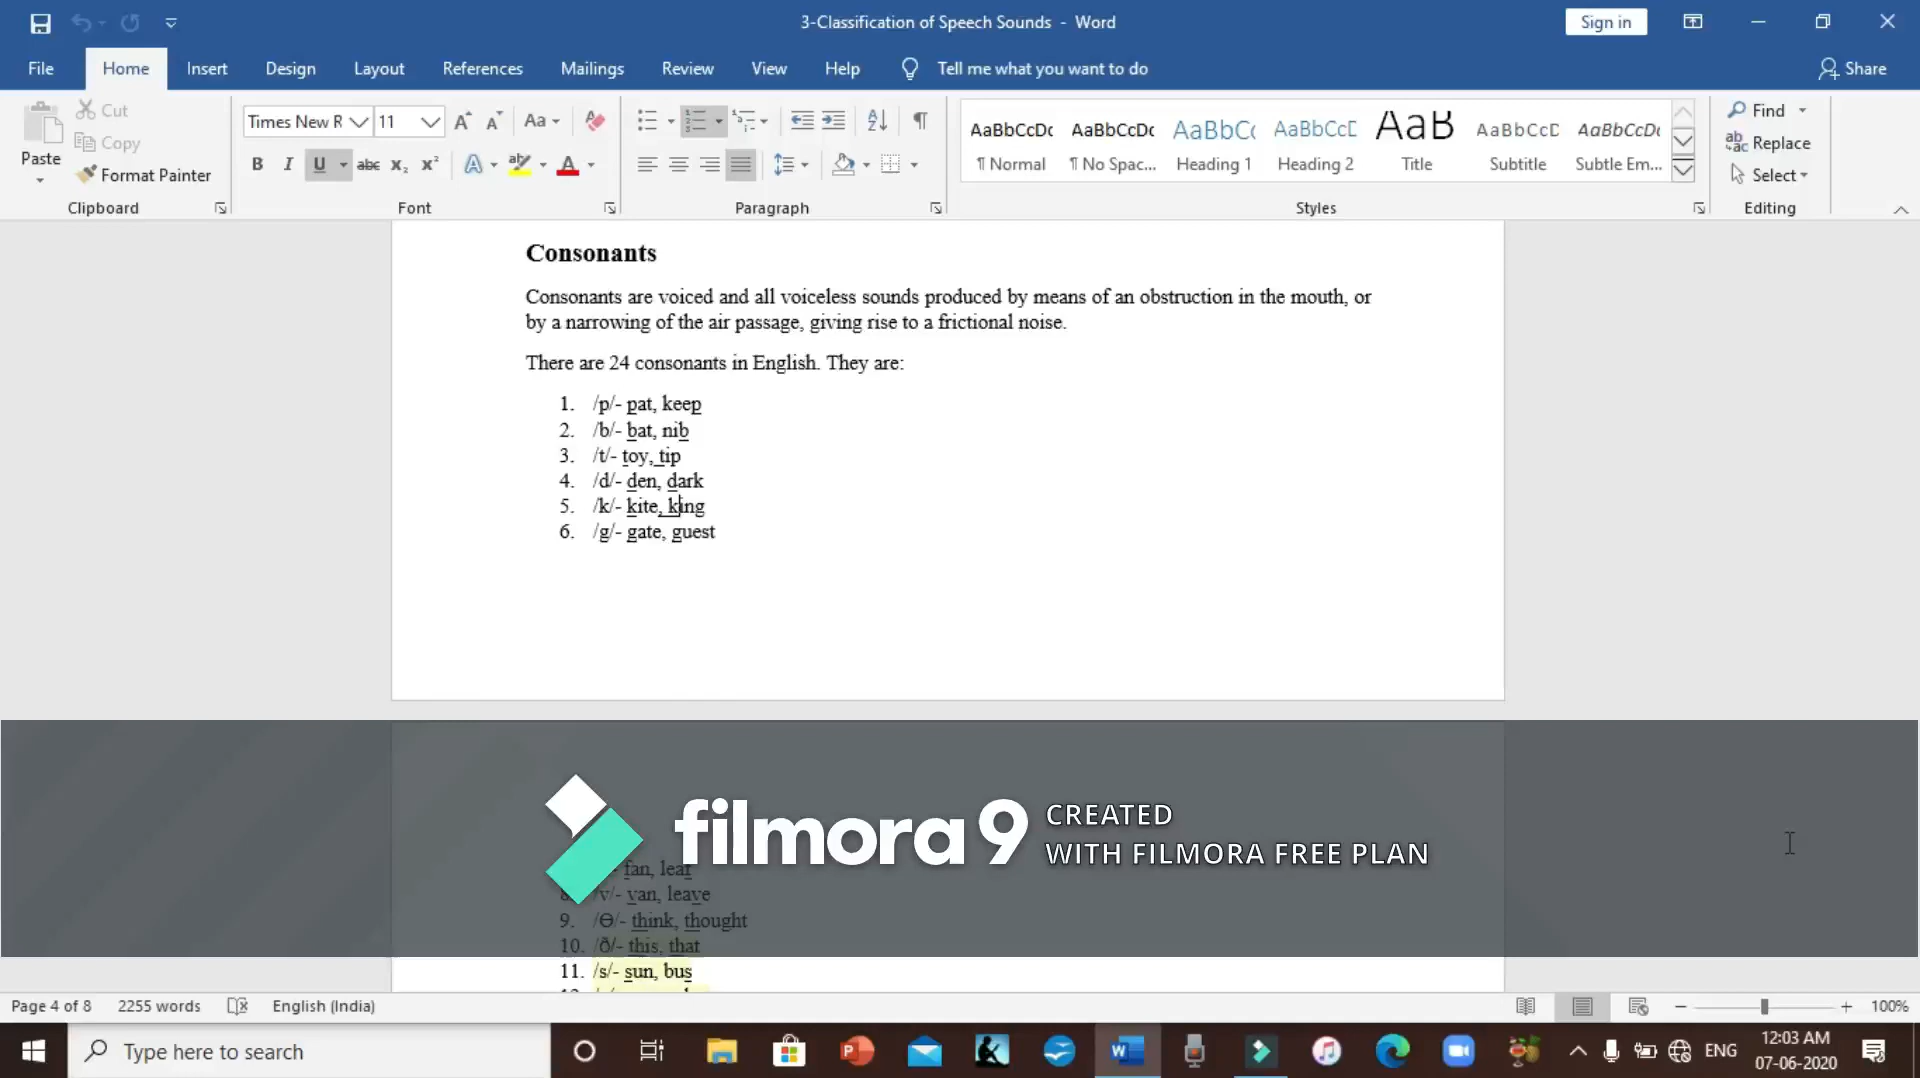 3-Classification of Speech Sounds - Word
Sign in
File Home Insert Design Layout References Mailings Review View Help Tell me what you want to do Share
Cut
Copy
Paste
Format Painter
Clipboard
Times New R 11
Font
Paragraph
AaBbCcDc AaBbCcDc AaBbC AaBbCcD AaB AaBbCcD AaBbCcDc
¶ Normal ¶ No Spac... Heading 1 Heading 2 Title Subtitle Subtle Em...
Styles
Find
Replace
Select
Editing
Consonants
Consonants are voiced and all voiceless sounds produced by means of an obstruction in the mouth, or
by a narrowing of the air passage, giving rise to a frictional noise.
There are 24 consonants in English. They are:
1. /p/- pat, keep
2. /b/- bat, nib
3. /t/- toy, tip
4. /d/- den, dark
5. /k/- kite, king
6. /g/- gate, guest
filmora9 CREATED
WITH FILMORA FREE PLAN
fan, leaf
8. /v/- van, leave
9. /Ɵ/- think, thought
10. /ð/- this, that
11. /s/- sun, bus
Page 4 of 8 2255 words English (India) 100%
Type here to search
ENG
12:03 AM
07-06-2020